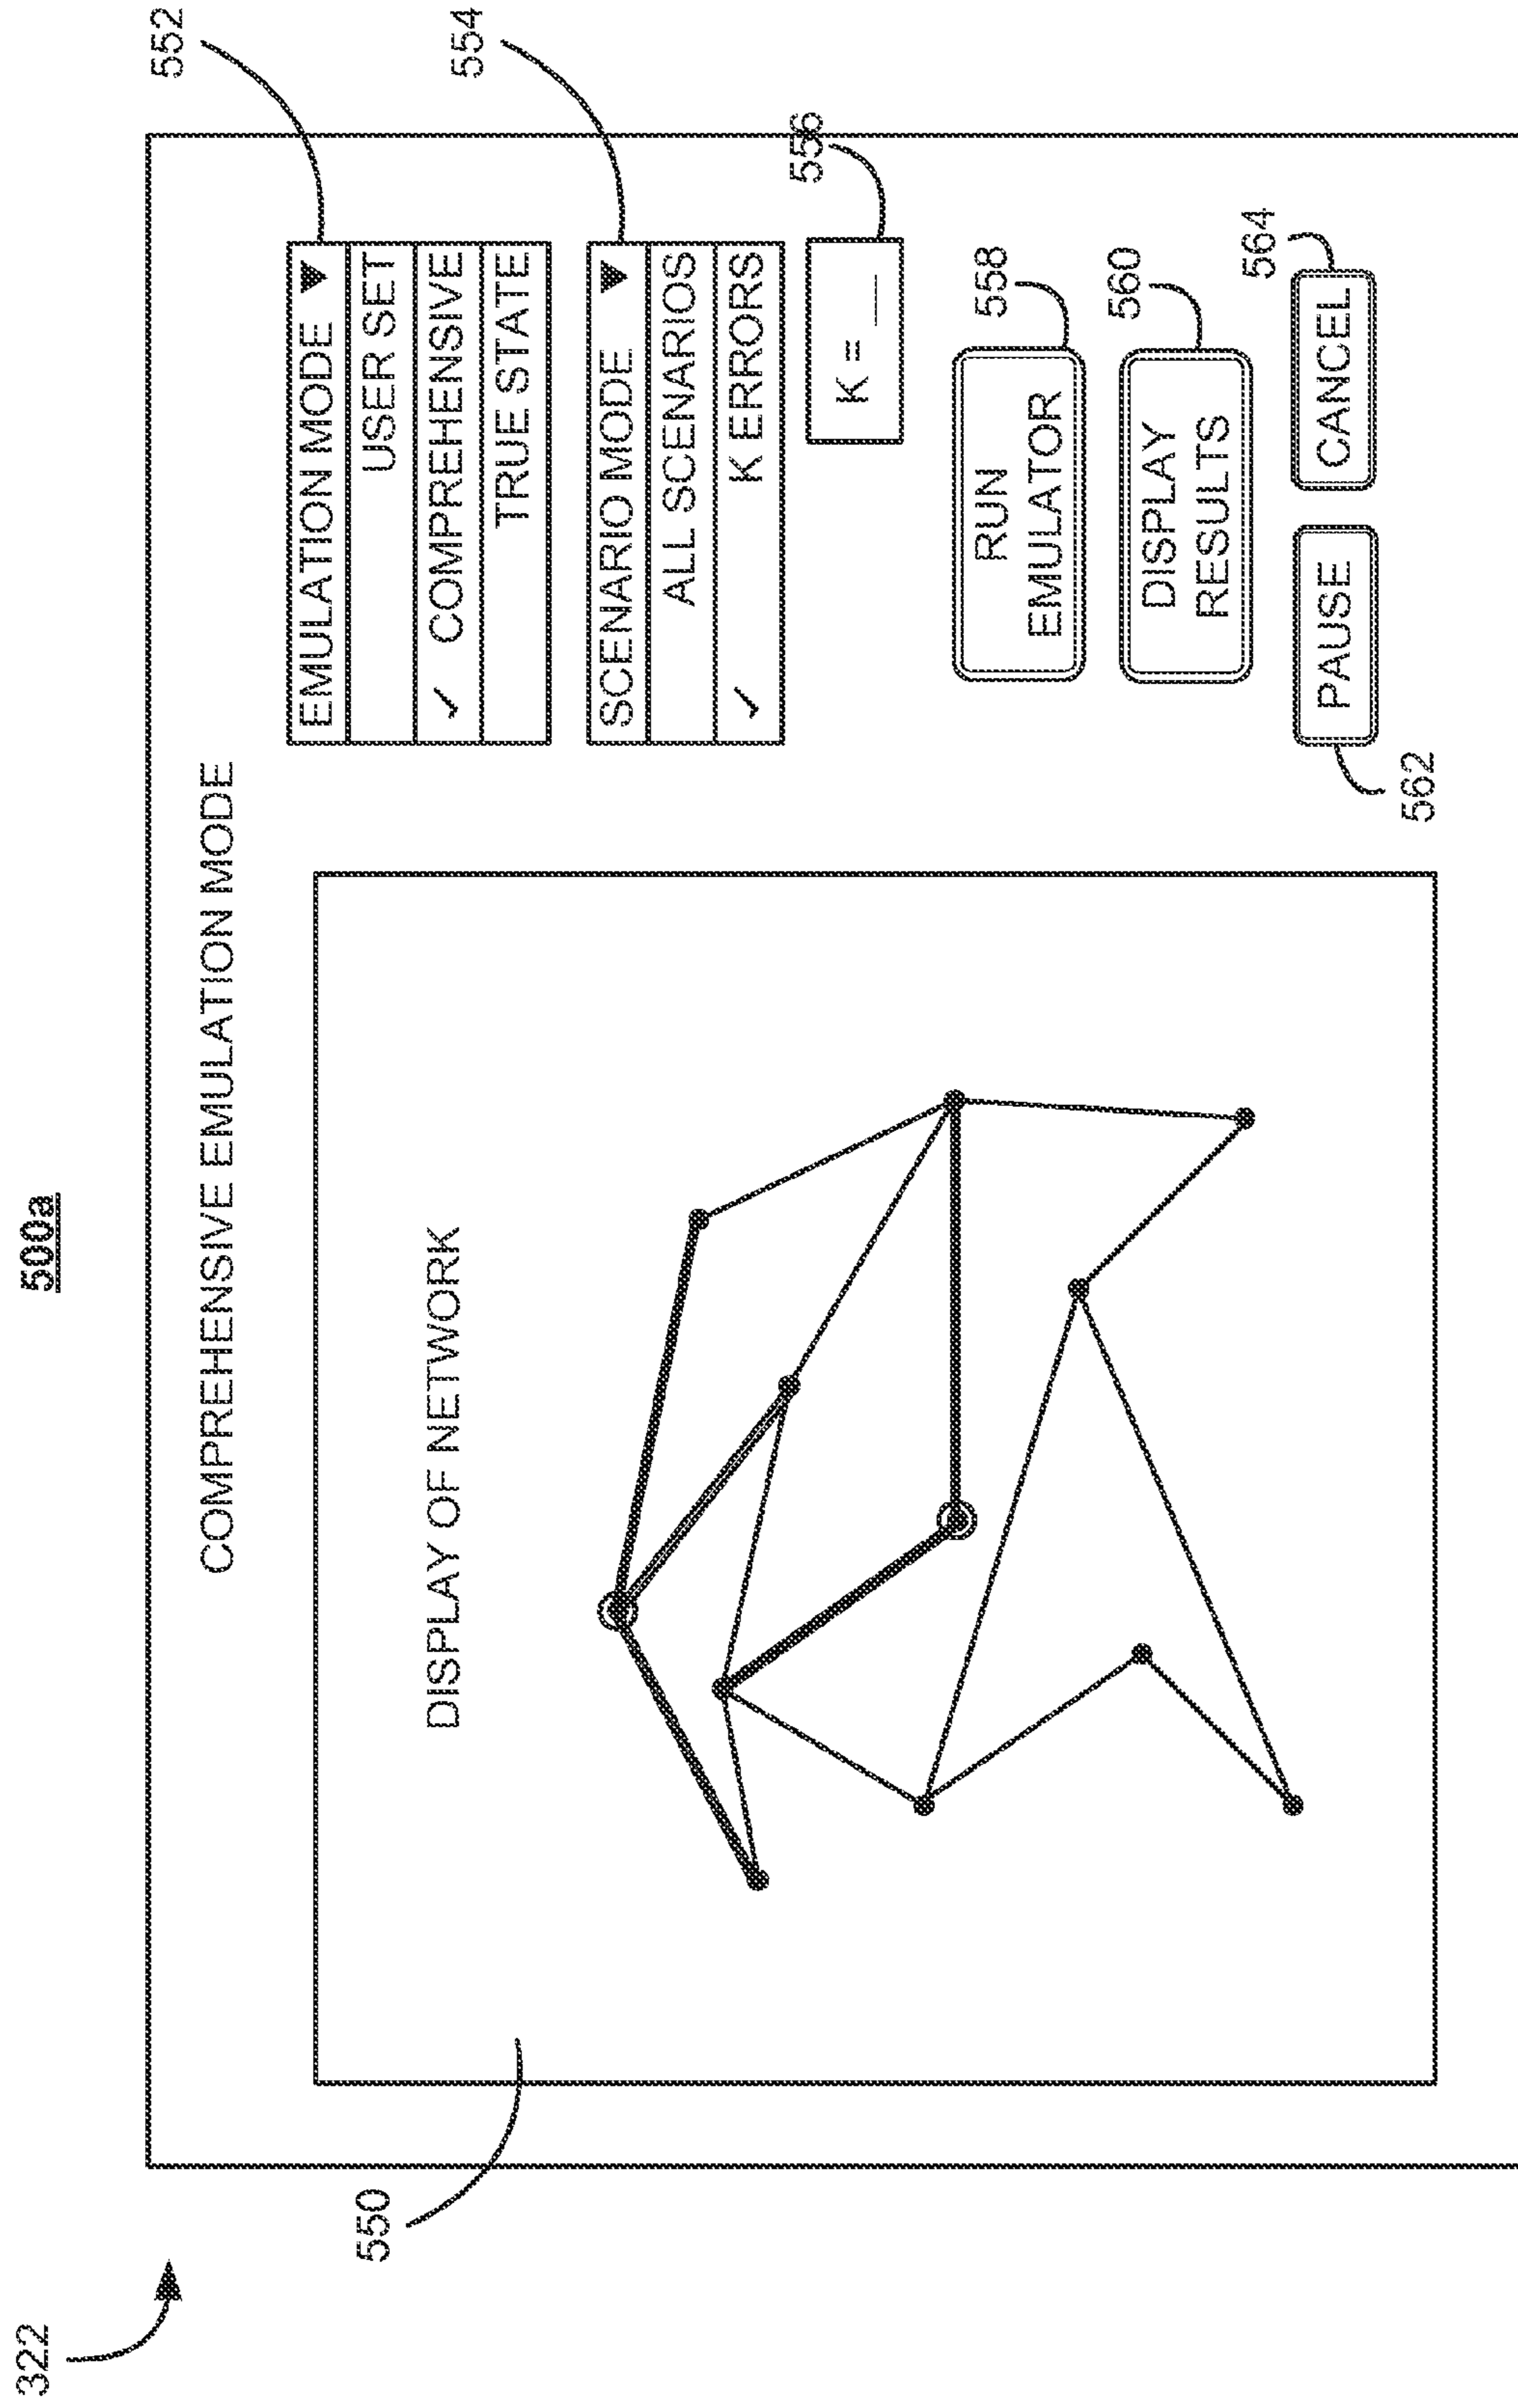 500a
322
COMPREHENSIVE EMULATION MODE
550
DISPLAY OF NETWORK
552
EMULATION MODE ▼
USER SET
✓ COMPREHENSIVE
TRUE STATE
554
SCENARIO MODE ▼
ALL SCENARIOS
✓ K ERRORS
556
K = __
558
RUN
EMULATOR
560
DISPLAY
RESULTS
562
PAUSE
564
CANCEL